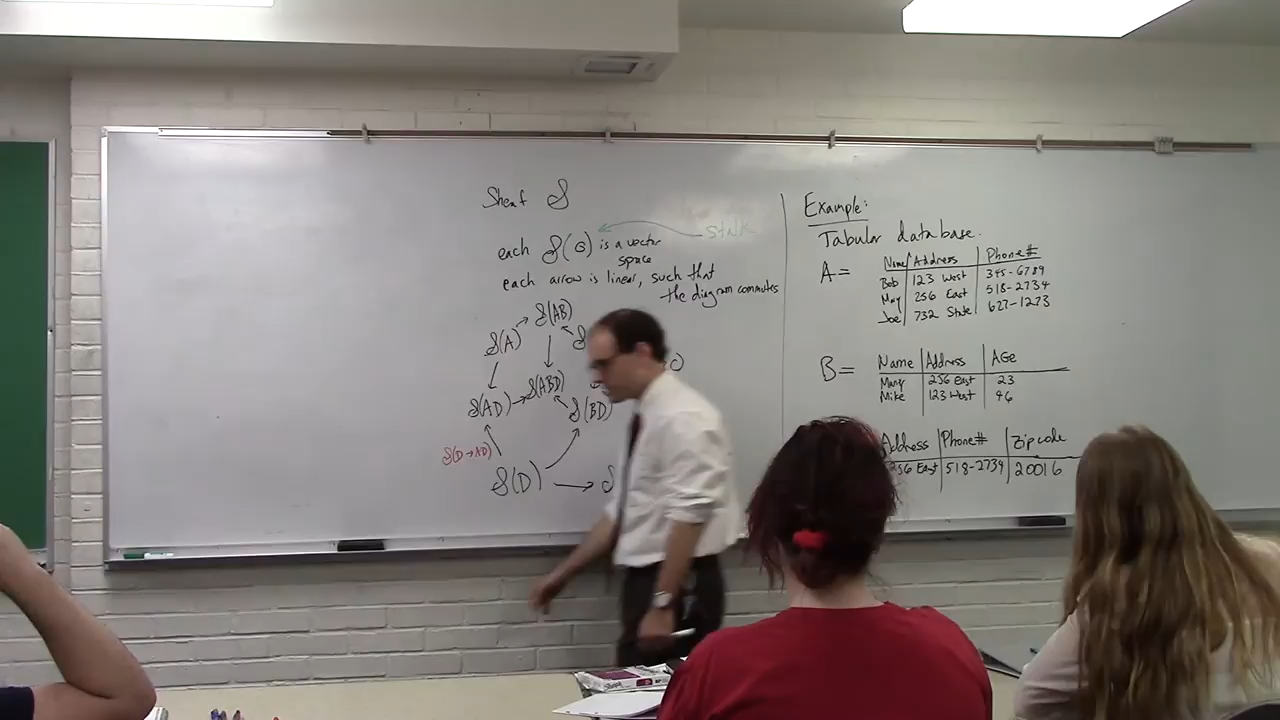 Sheaf S
each S(σ) is a vector space
stalk
each arrow is linear, such that
the diagram commutes
S(AB)
S(A)
S(ABD)
S(AD)
S(BD)
S(D→AD)
S(D)
Example:
Tabular database.
A=
Name Address Phone#
Bob 123 West 345-6789
May 256 East 518-2734
Joe 732 State 627-1273
B=
Name Address Age
Mary 256 East 23
Mike 123 West 46
Address Phone# Zipcode
256 East 518-2734 20016